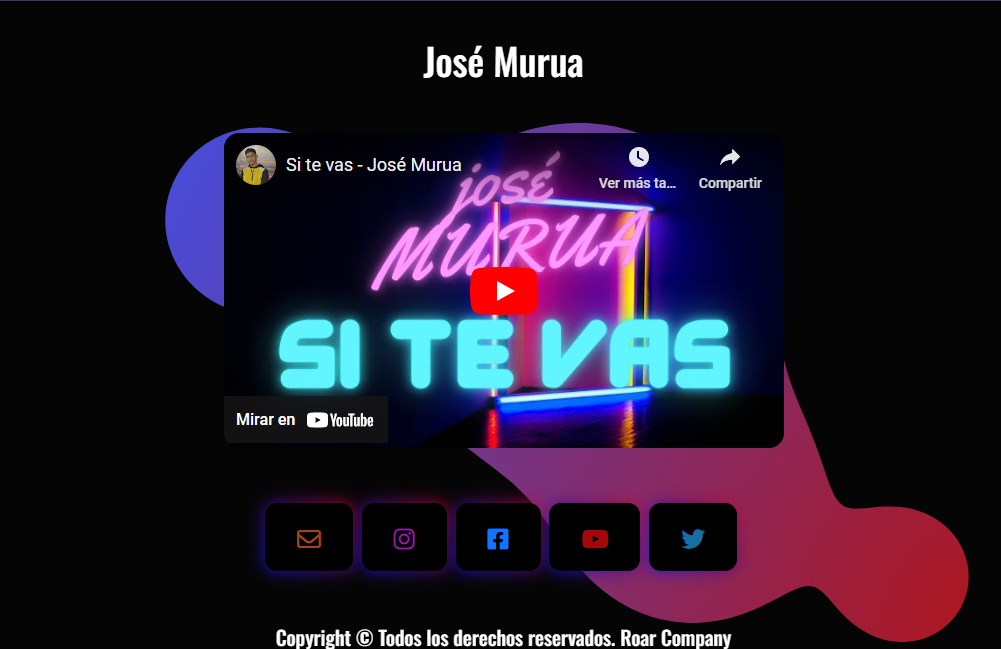 José Murua
Si te vas - José Murua
Ver más ta...
Compartir
josé
MURUA
SI TE VAS
Mirar en YouTube
Copyright © Todos los derechos reservados. Roar Company